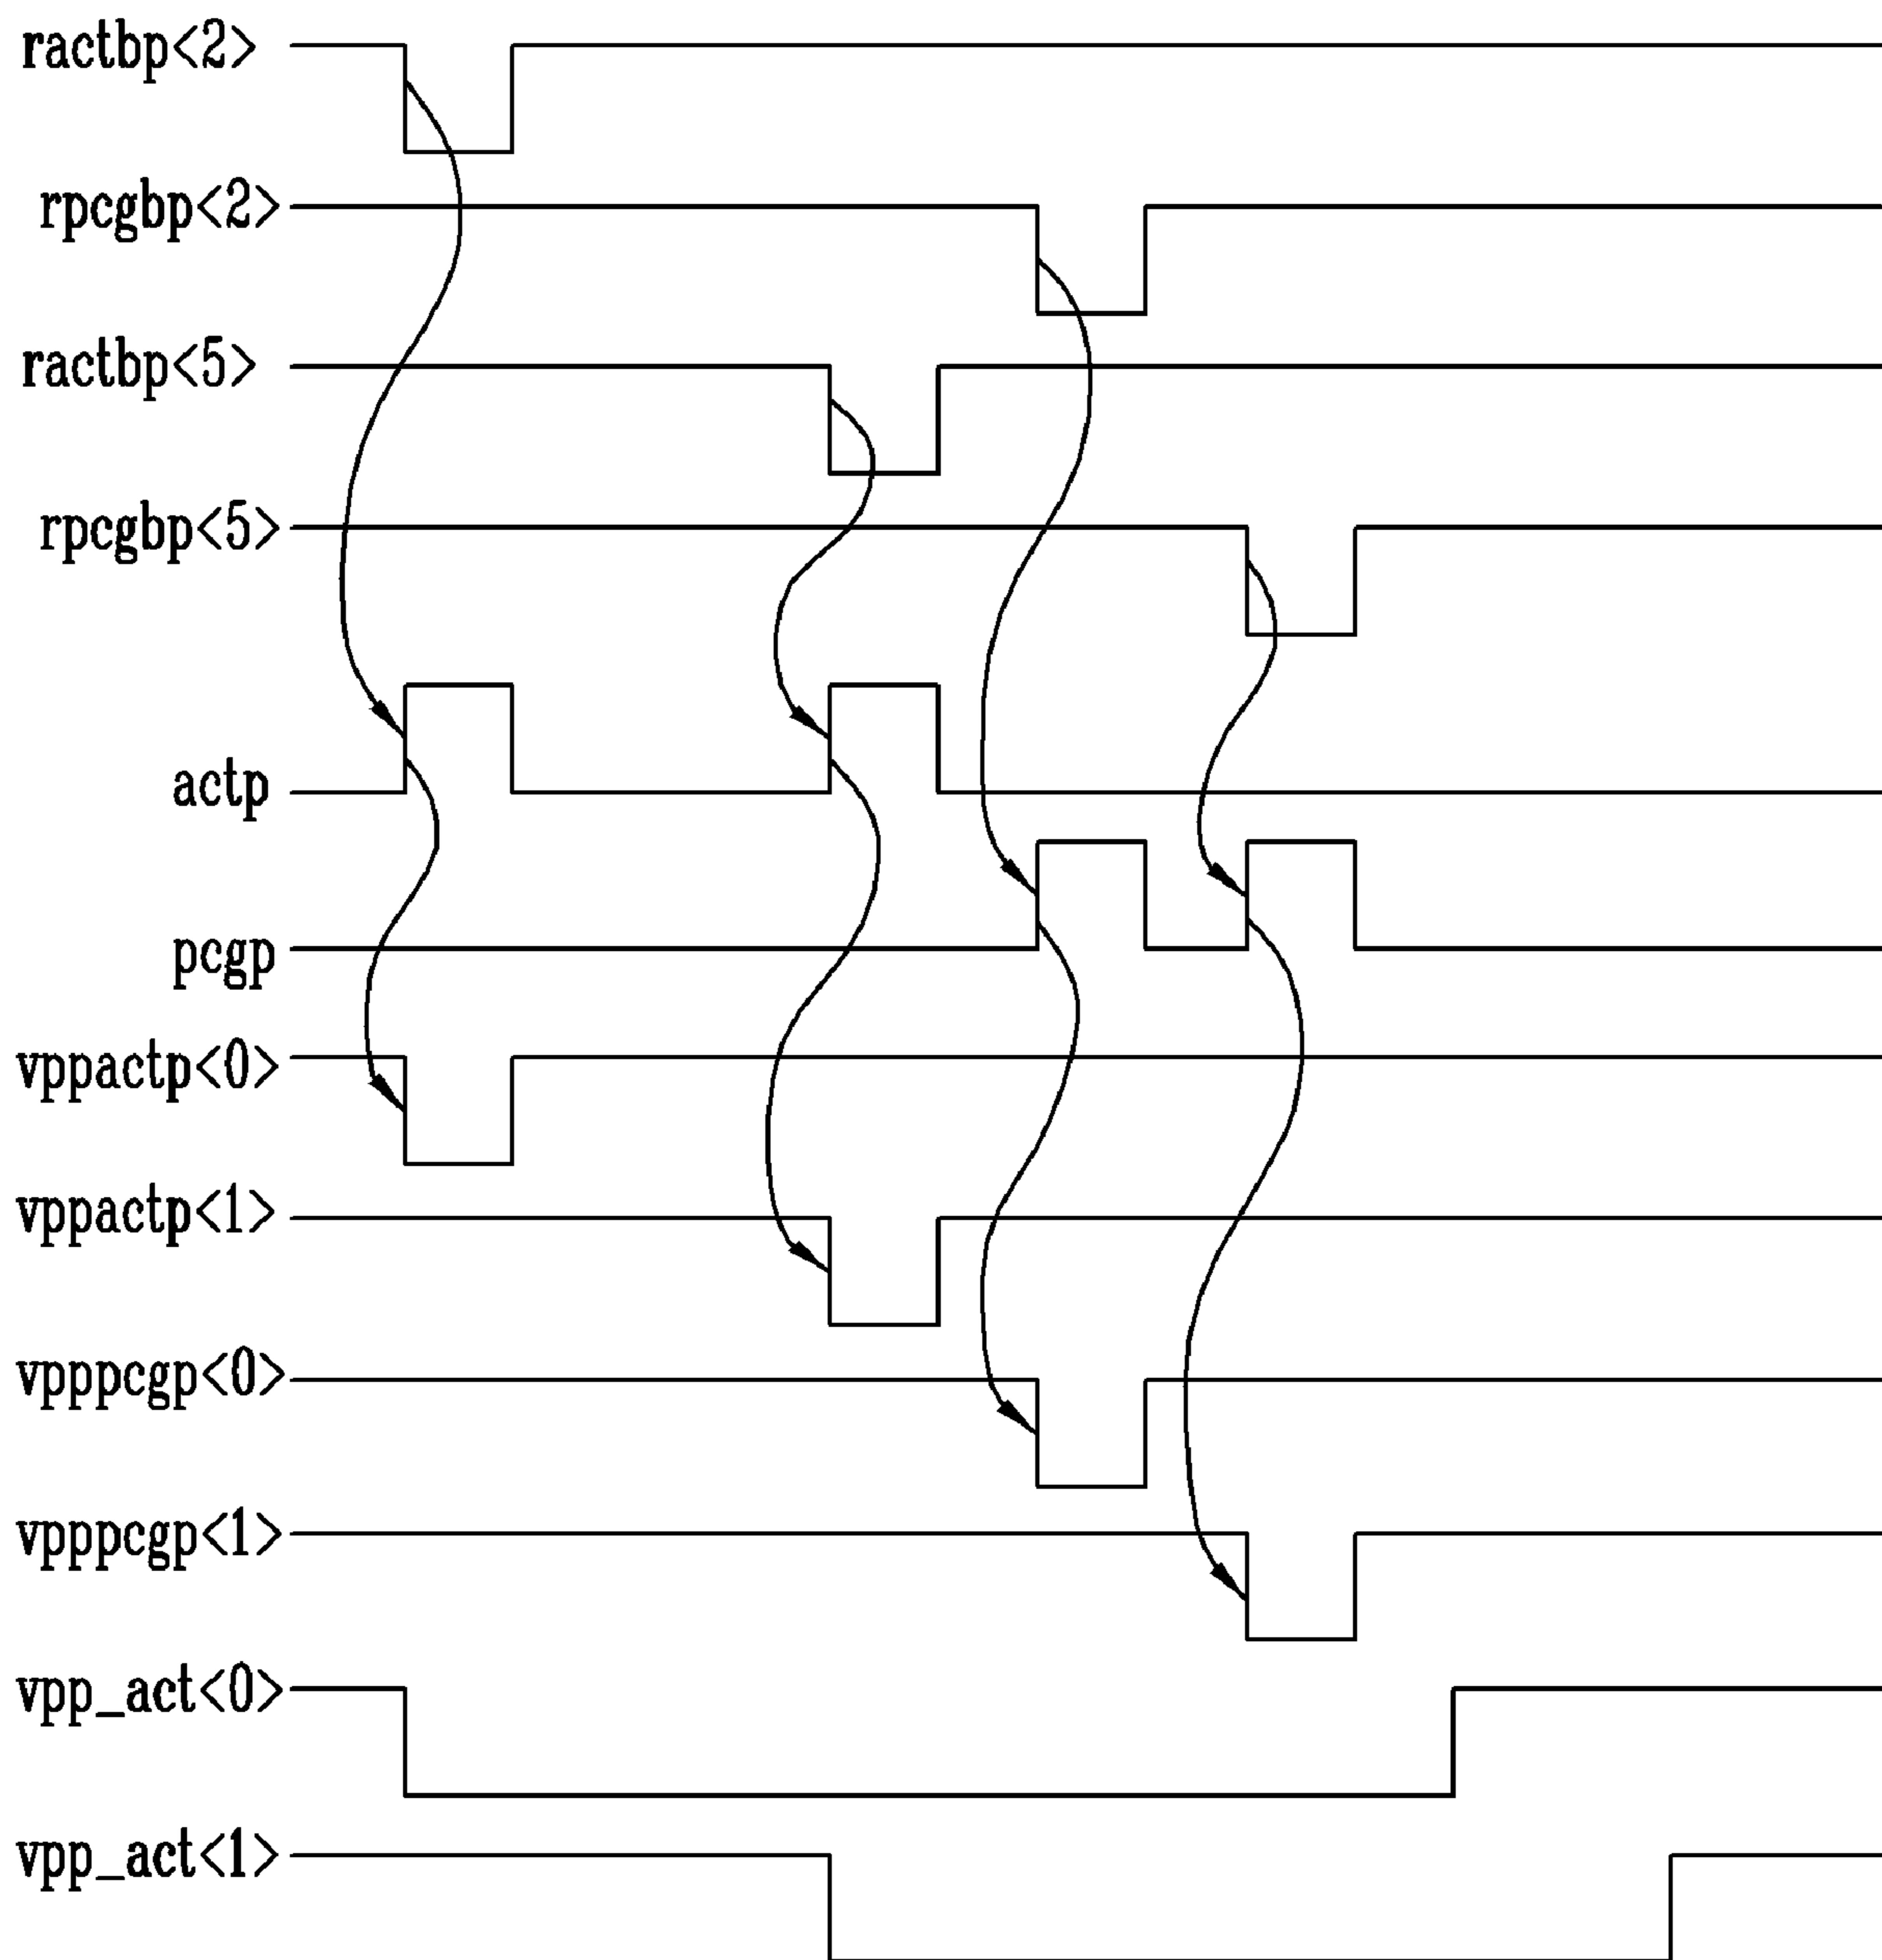 ractbp<2>
rpcgbp<2>
ractbp<5>
rpcgbp<5>
actp
pcgp
vppactp<0>
vppactp<1>
vpppcgp<0>
vpppcgp<1>
vpp_act<0>
vpp_act<1>